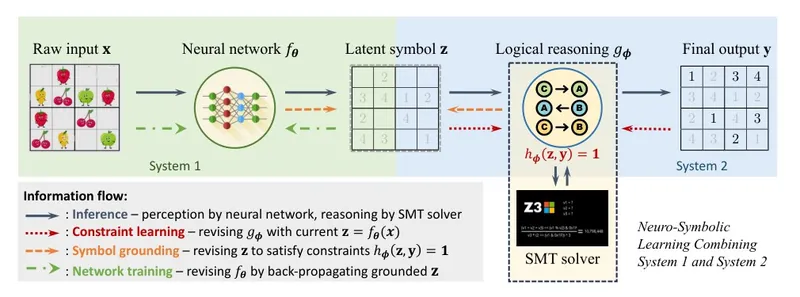 Raw input x
Neural network fθ
Latent symbol z
Logical reasoning gϕ
Final output y
2
3 4 1 2
2 4
4 3 1
C → A
A ← B
C → B
1 2 3 4
3 4 1 2
2 1 4 3
4 3 2 1
System 1
System 2
hϕ(z, y) = 1
Information flow:
: Inference – perception by neural network, reasoning by SMT solver
: Constraint learning – revising gϕ with current z = fθ(x)
: Symbol grounding – revising z to satisfy constraints hϕ(z, y) = 1
: Network training – revising fθ by back-propagating grounded z
Z3
SMT solver
Neuro-Symbolic
Learning Combining
System 1 and System 2